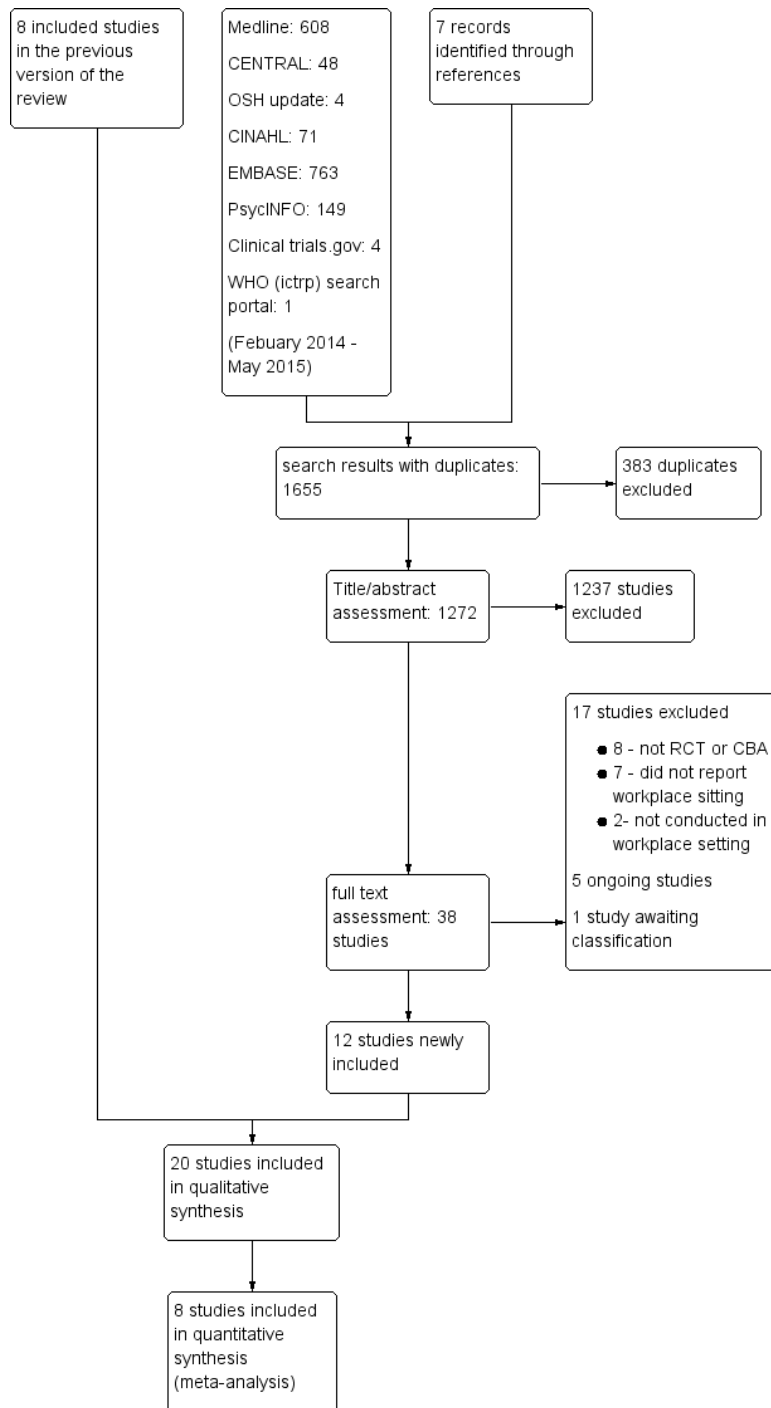 8 included studies
in the previous
version of the
review
Medline: 608
CENTRAL: 48
OSH update: 4
CINAHL: 71
EMBASE: 763
PsycINFO: 149
Clinical trials.gov: 4
WHO (ictrp) search
portal: 1
(Febuary 2014 -
May 2015)
7 records
identified through
references
search results with duplicates:
1655
383 duplicates
excluded
Title/abstract
assessment: 1272
1237 studies
excluded
full text
assessment: 38
studies
17 studies excluded
● 8 - not RCT or CBA
● 7 - did not report
workplace sitting
● 2- not conducted in
workplace setting
5 ongoing studies
1 study awaiting
classification
12 studies newly
included
20 studies included
in qualitative
synthesis
8 studies included
in quantitative
synthesis
(meta-analysis)